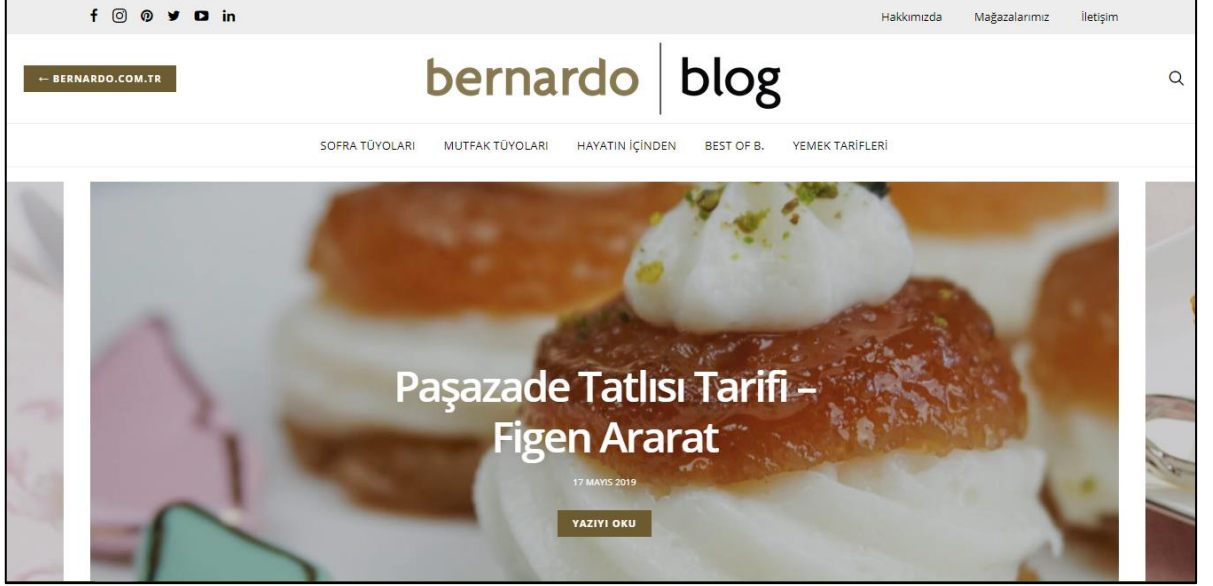 Hakkımızda Mağazalarımız İletişim
← BERNARDO.COM.TR
bernardo | blog
SOFRA TÜYOLARI MUTFAK TÜYOLARI HAYATIN İÇİNDEN BEST OF B. YEMEK TARİFLERİ
Paşazade Tatlısı Tarifi –
Figen Ararat
17 MAYIS 2019
YAZIYI OKU